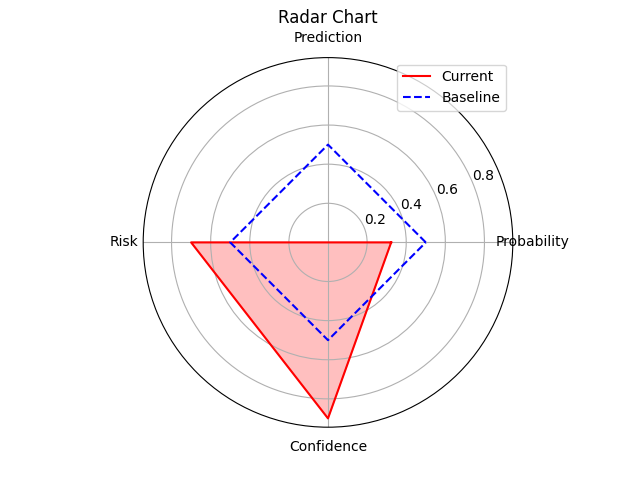 Radar Chart
Prediction
Current
Baseline
0.8
0.6
0.4
0.2
Risk
Probability
Confidence